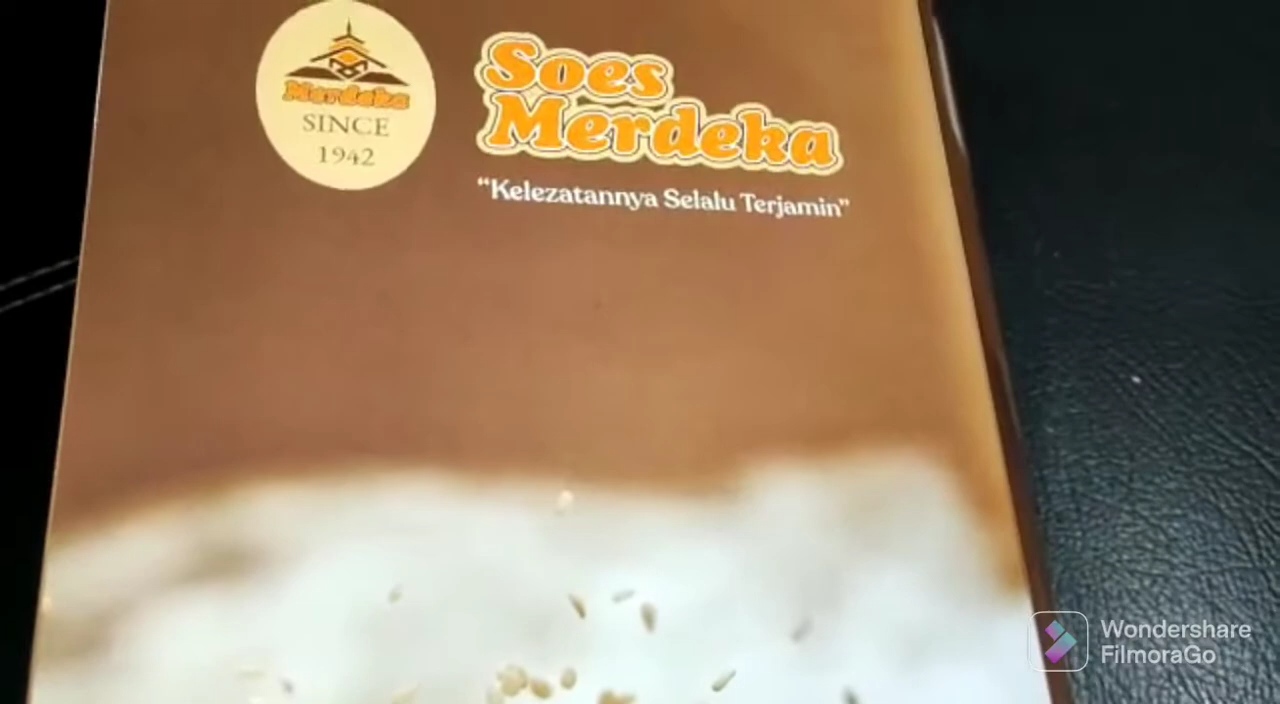 Merdeka
SINCE
1942
Soes
Merdeka
“Kelezatannya Selalu Terjamin”
Wondershare
FilmoraGo